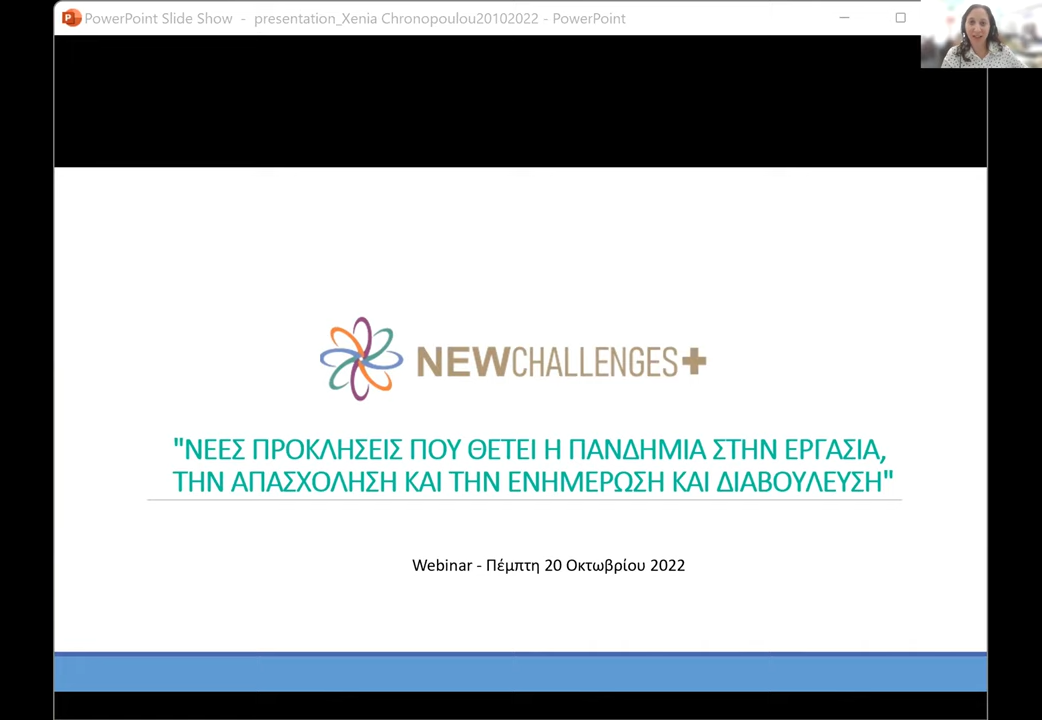 PowerPoint Slide Show - presentation_Xenia Chronopoulou20102022 - PowerPoint
NEWCHALLENGES+
"ΝΕΕΣ ΠΡΟΚΛΗΣΕΙΣ ΠΟΥ ΘΕΤΕΙ Η ΠΑΝΔΗΜΙΑ ΣΤΗΝ ΕΡΓΑΣΙΑ,
ΤΗΝ ΑΠΑΣΧΟΛΗΣΗ ΚΑΙ ΤΗΝ ΕΝΗΜΕΡΩΣΗ ΚΑΙ ΔΙΑΒΟΥΛΕΥΣΗ"
Webinar - Πέμπτη 20 Οκτωβρίου 2022